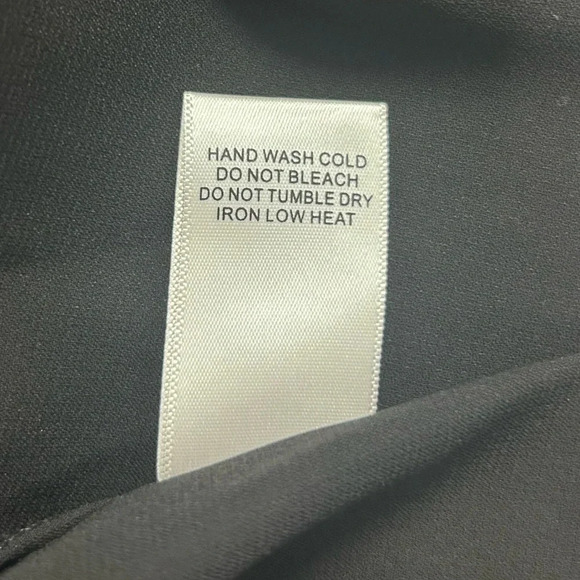 HAND WASH COLD
DO NOT BLEACH
DO NOT TUMBLE DRY
IRON LOW HEAT